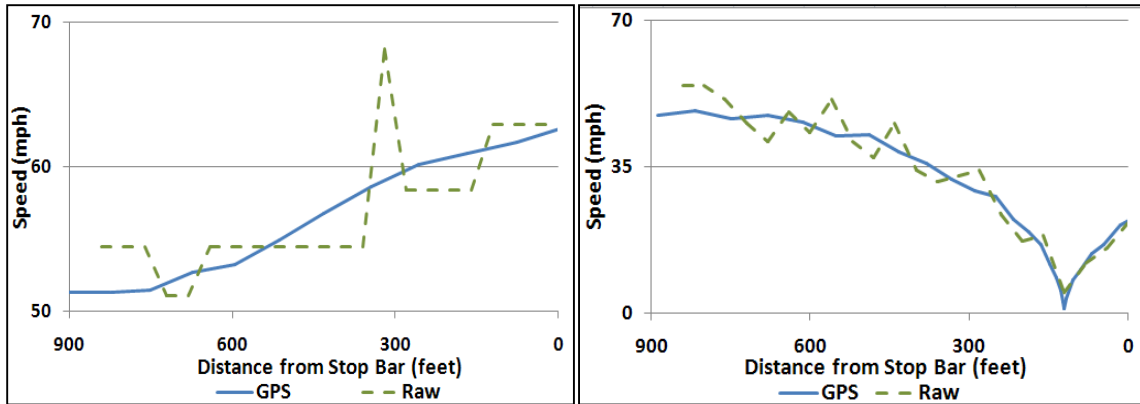 70
60
50
Speed (mph)
900 600 300 0
Distance from Stop Bar (feet)
GPS Raw
70
35
0
Speed (mph)
900 600 300 0
Distance from Stop Bar (feet)
GPS Raw